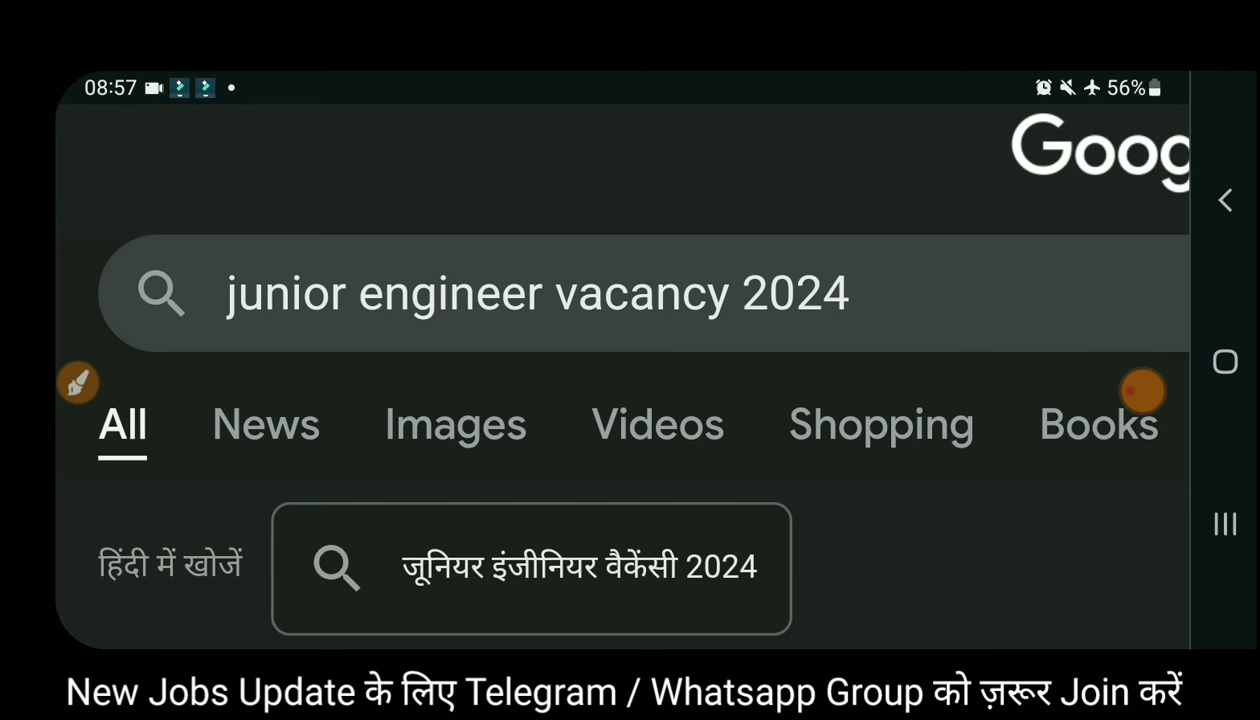 08:57 56%
Goog
junior engineer vacancy 2024
All News Images Videos Shopping Books
हिंदी में खोजें जूनियर इंजीनियर वैकेंसी 2024
New Jobs Update के लिए Telegram / Whatsapp Group को ज़रूर Join करें